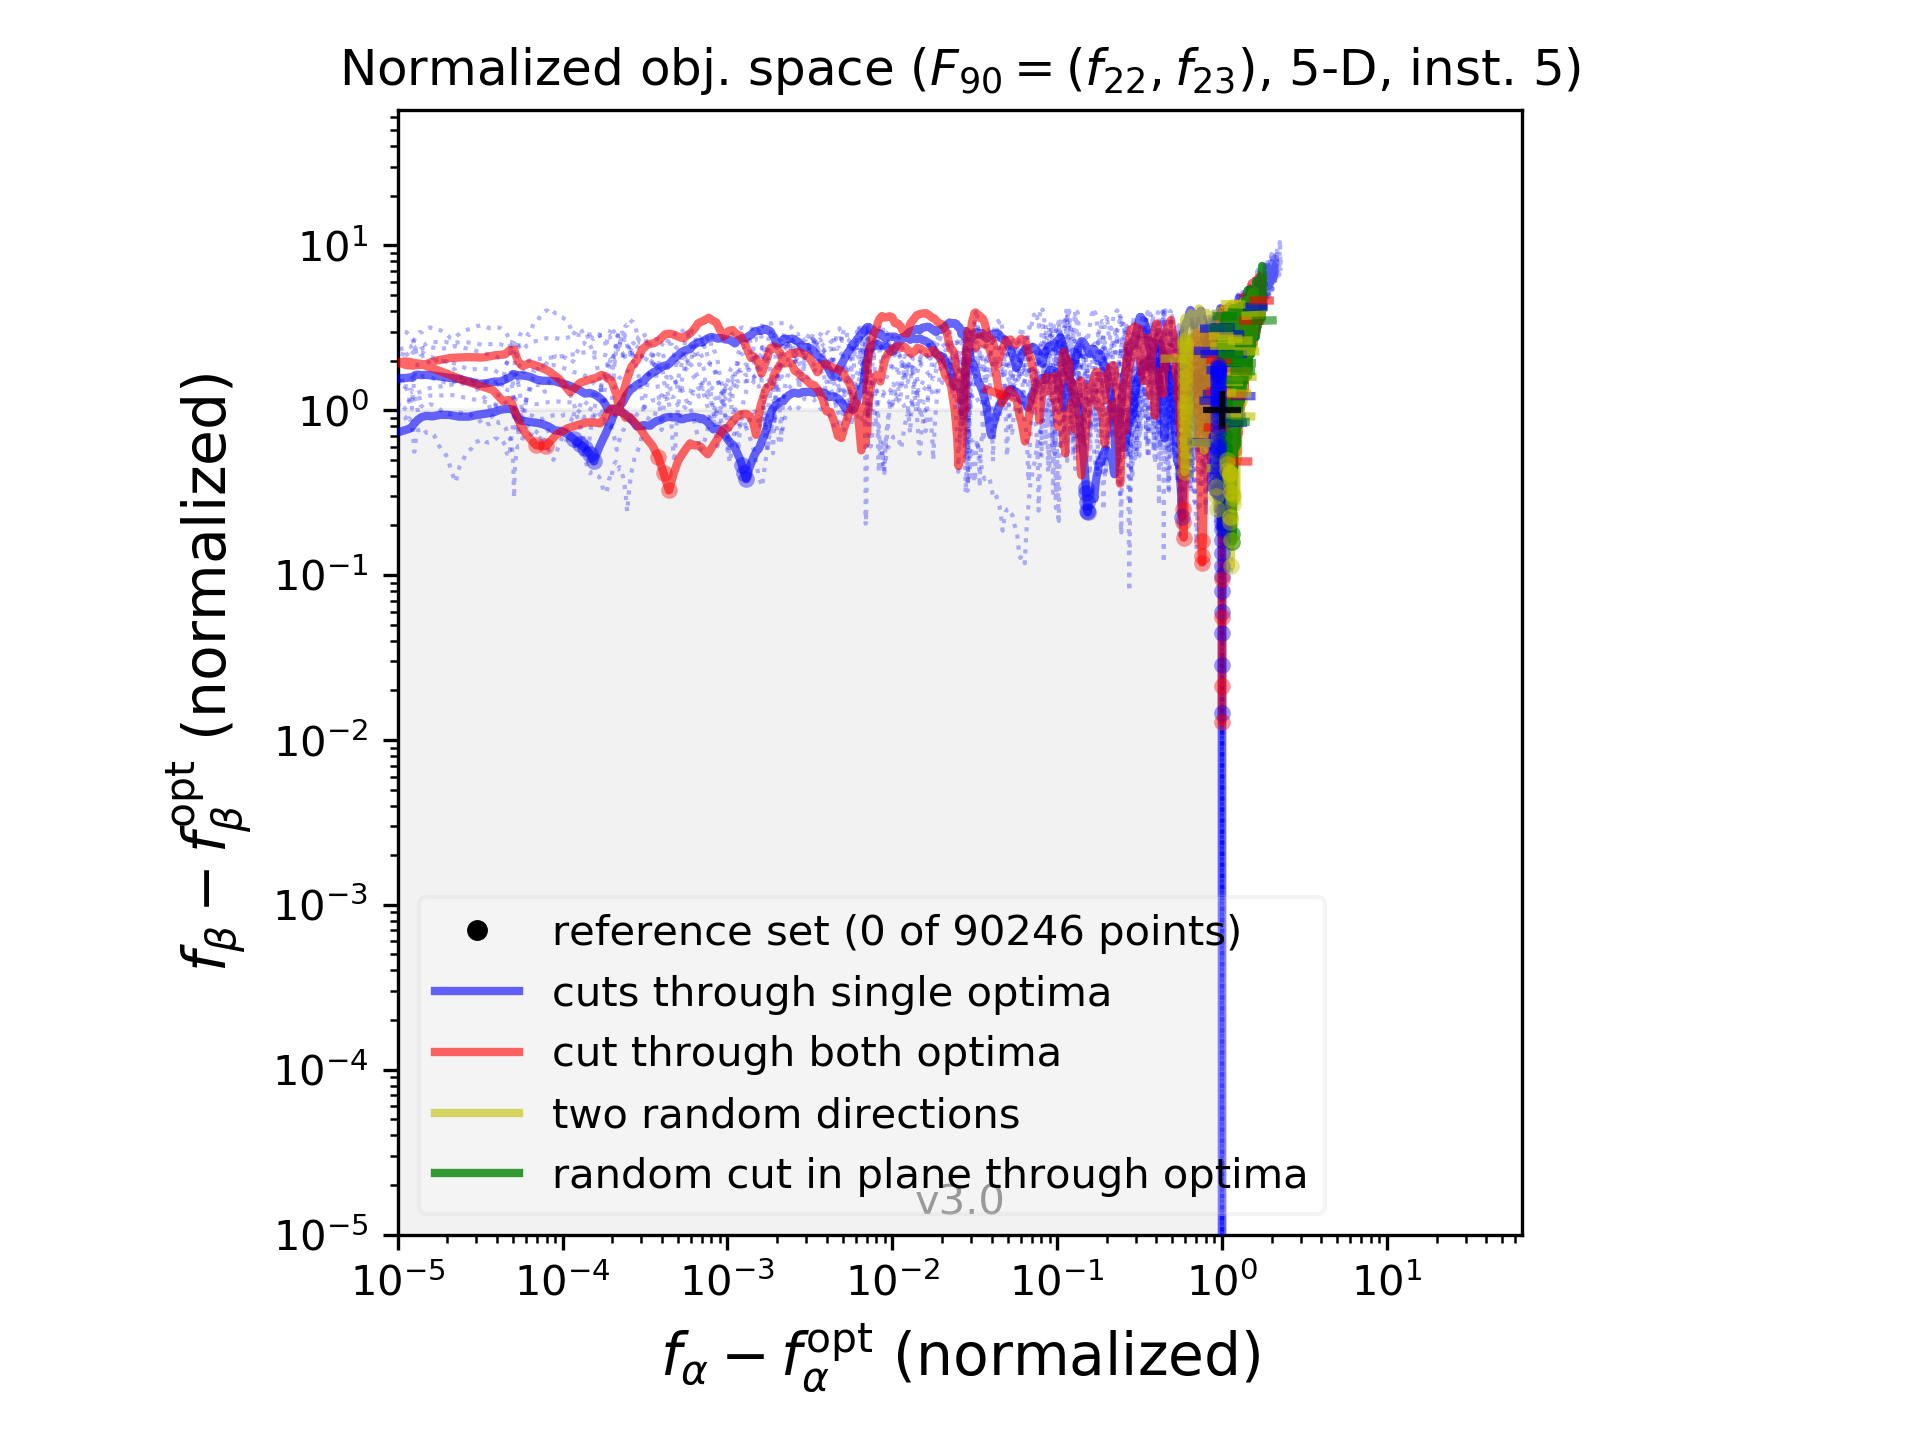 Normalized obj. space (F₉₀ = (f₂₂, f₂₃), 5-D, inst. 5)
f_β − f_β^opt (normalized)
10¹
10⁰
10⁻¹
10⁻²
10⁻³
10⁻⁴
10⁻⁵
reference set (0 of 90246 points)
cuts through single optima
cut through both optima
two random directions
random cut in plane through optima
v3.0
10⁻⁵ 10⁻⁴ 10⁻³ 10⁻² 10⁻¹ 10⁰ 10¹
f_α − f_α^opt (normalized)